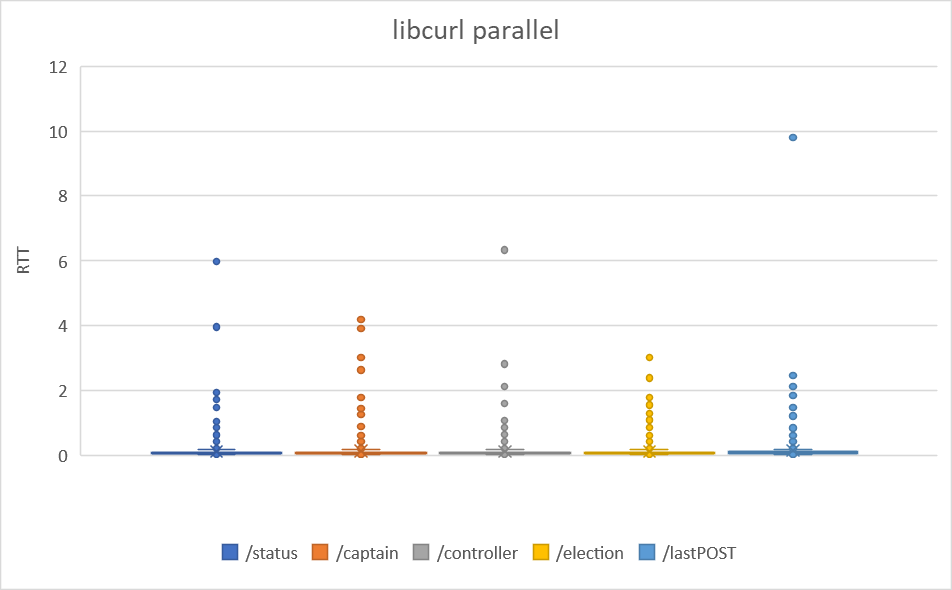 libcurl parallel
12
10
8
6
4
2
0
RTT
/status /captain /controller /election /lastPOST